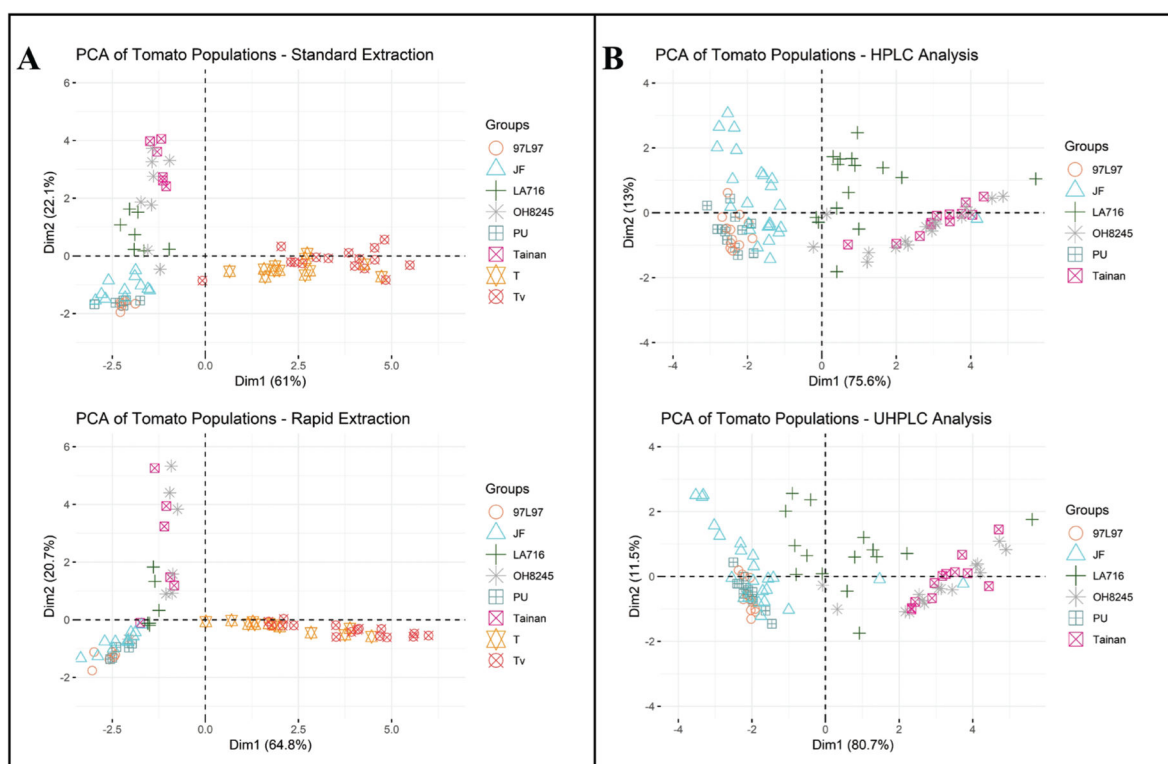 A
PCA of Tomato Populations - Standard Extraction
6
4
2
0
-2
Dim2 (22.1%)
-2.5
0.0
2.5
5.0
Dim1 (61%)
Groups
97L97
JF
LA716
OH8245
PU
Tainan
T
Tv
PCA of Tomato Populations - Rapid Extraction
6
4
2
0
-2
Dim2 (20.7%)
-2.5
0.0
2.5
5.0
Dim1 (64.8%)
Groups
97L97
JF
LA716
OH8245
PU
Tainan
T
Tv
B
PCA of Tomato Populations - HPLC Analysis
4
2
0
-2
-4
Dim2 (13%)
-4
-2
0
2
4
Dim1 (75.6%)
Groups
97L97
JF
LA716
OH8245
PU
Tainan
PCA of Tomato Populations - UHPLC Analysis
4
2
0
-2
-4
Dim2 (11.5%)
-4
-2
0
2
4
Dim1 (80.7%)
Groups
97L97
JF
LA716
OH8245
PU
Tainan